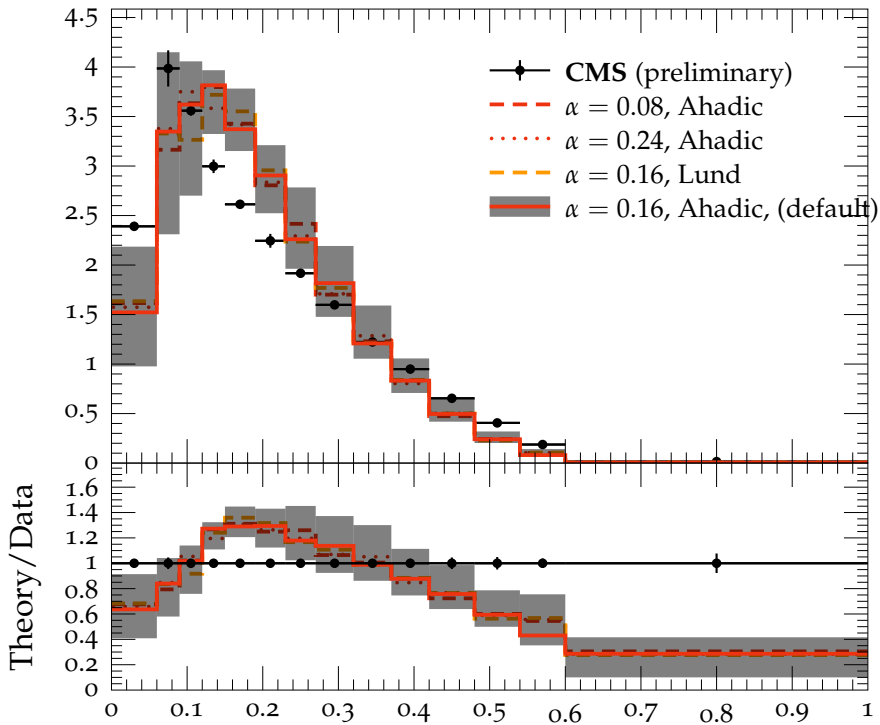 4.5
4
3.5
3
2.5
2
1.5
1
0.5
0
CMS (preliminary)
α = 0.08, Ahadic
α = 0.24, Ahadic
α = 0.16, Lund
α = 0.16, Ahadic, (default)
Theory/Data
1.6
1.4
1.2
1
0.8
0.6
0.4
0.2
0
0 0.1 0.2 0.3 0.4 0.5 0.6 0.7 0.8 0.9 1